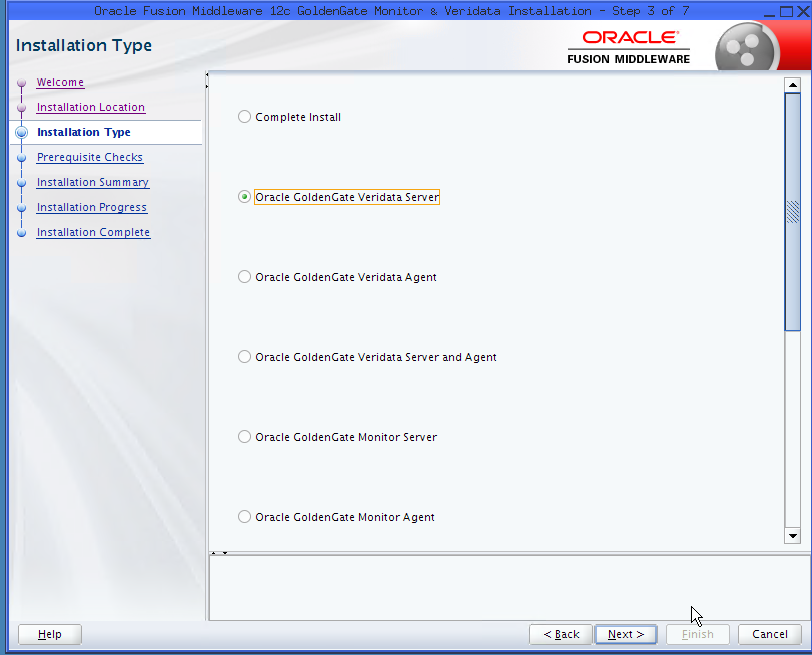 Oracle Fusion Middleware 12c GoldenGate Monitor & Veridata Installation - Step 3 of 7
Installation Type
ORACLE
FUSION MIDDLEWARE
Welcome
Installation Location
Installation Type
Prerequisite Checks
Installation Summary
Installation Progress
Installation Complete
Complete Install
Oracle GoldenGate Veridata Server
Oracle GoldenGate Veridata Agent
Oracle GoldenGate Veridata Server and Agent
Oracle GoldenGate Monitor Server
Oracle GoldenGate Monitor Agent
Help
< Back
Next >
Finish
Cancel